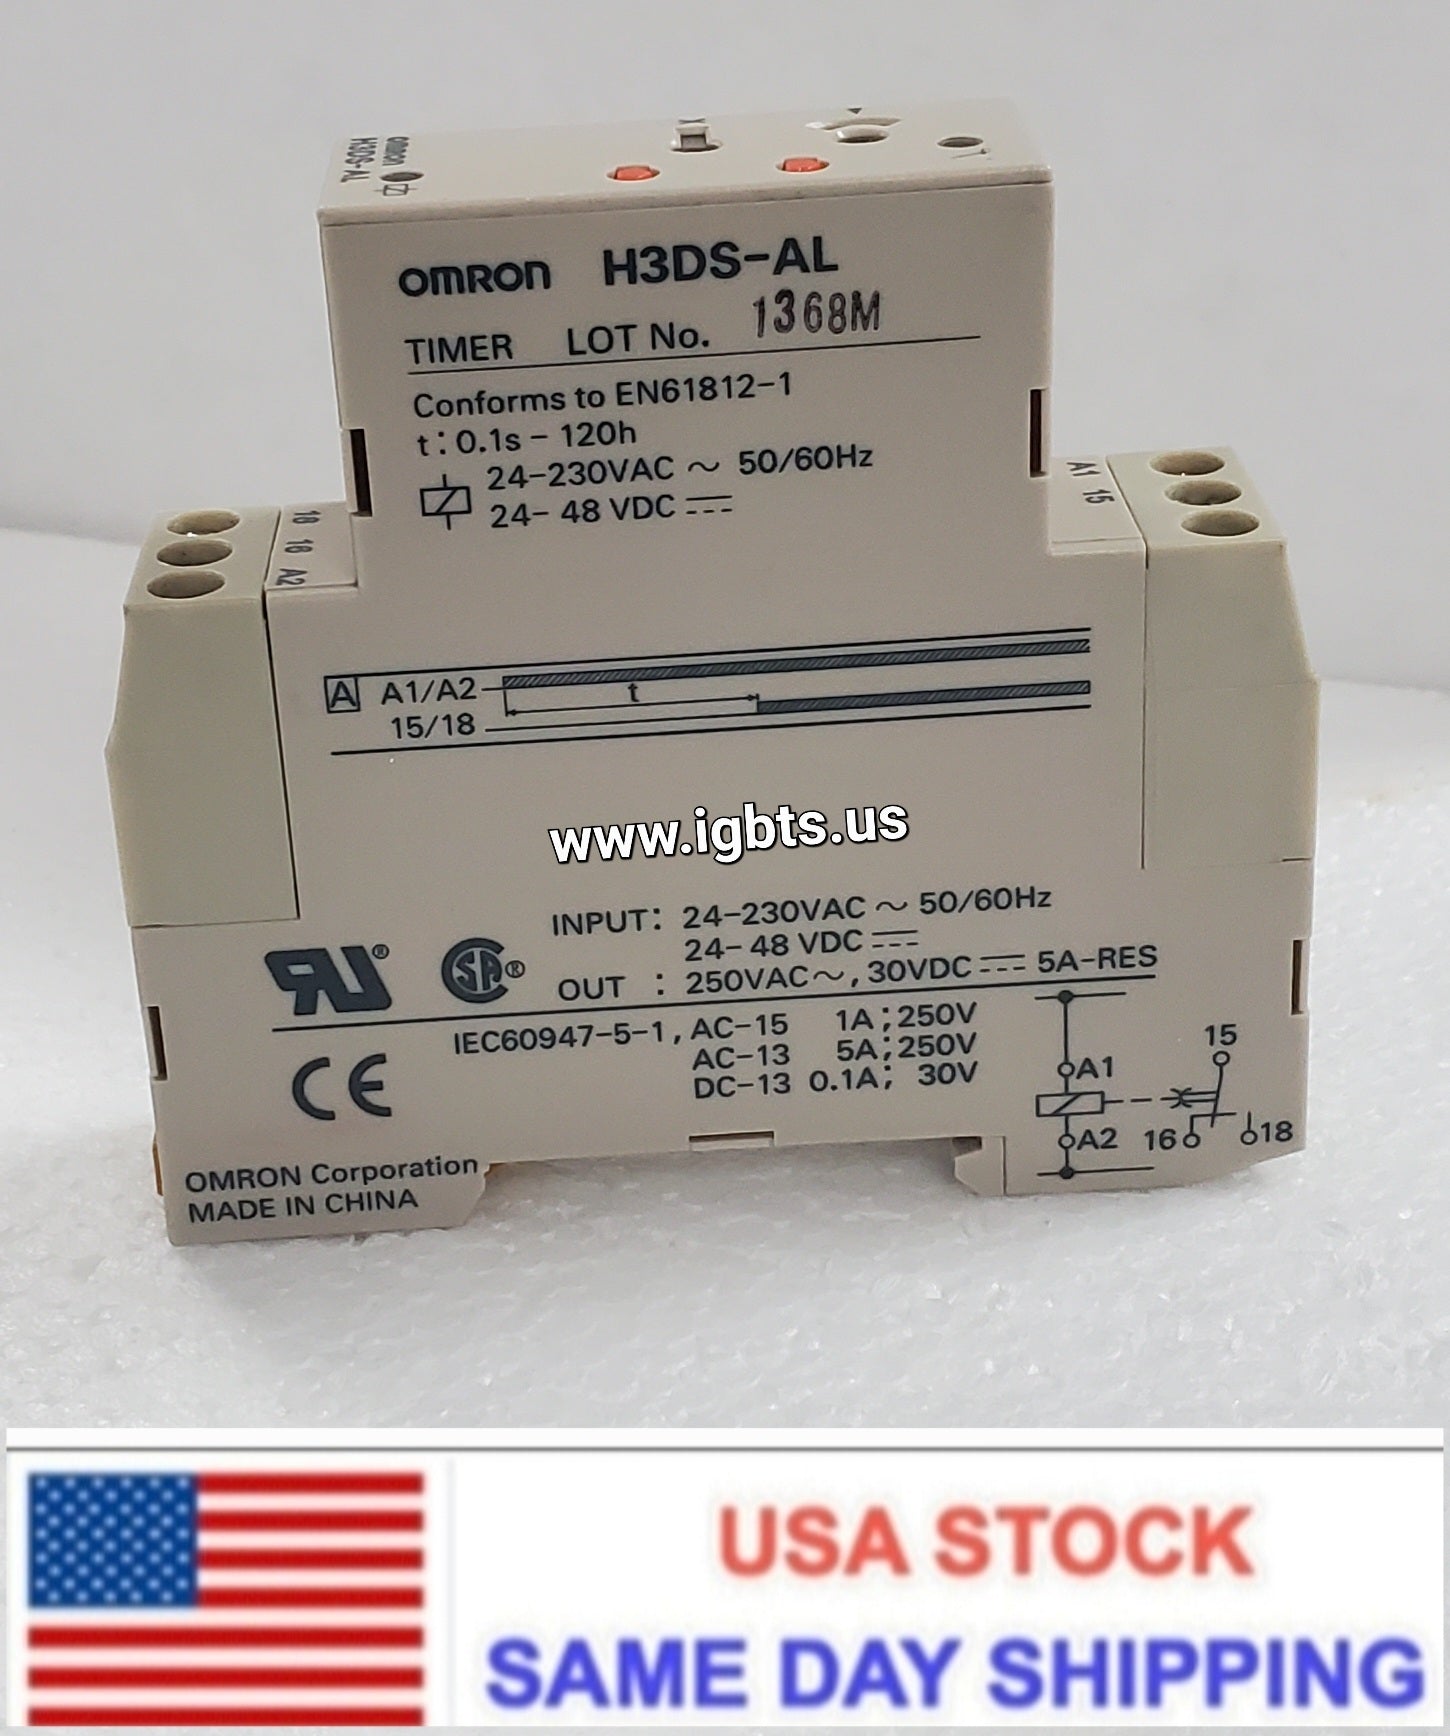 omron
H3DS-AL
omron H3DS-AL
TIMER LOT No. 1368M
Conforms to EN61812-1
t: 0.1s - 120h
24-230VAC ~ 50/60Hz
24- 48 VDC
18 16 A2
A1 15
A A1/A2
t
15/18
www.igbts.us
INPUT: 24-230VAC ~ 50/60Hz
24- 48 VDC
OUT : 250VAC~, 30VDC 5A-RES
IEC60947-5-1, AC-15 1A; 250V
AC-13 5A; 250V
DC-13 0.1A; 30V
CE
15
A1
A2 16 18
OMRON Corporation
MADE IN CHINA
USA STOCK
SAME DAY SHIPPING